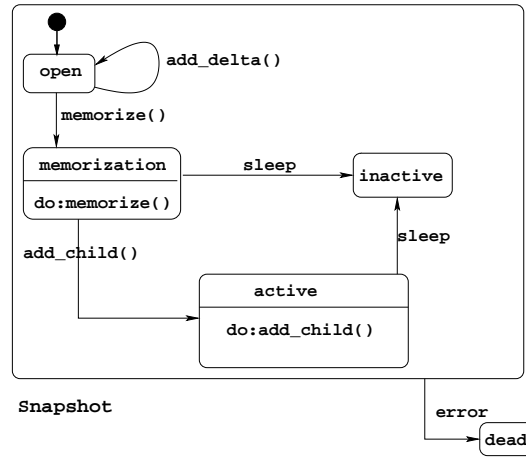 open
add_delta()
memorize()
memorization
do:memorize()
sleep
inactive
add_child()
sleep
active
do:add_child()
Snapshot
error
dead